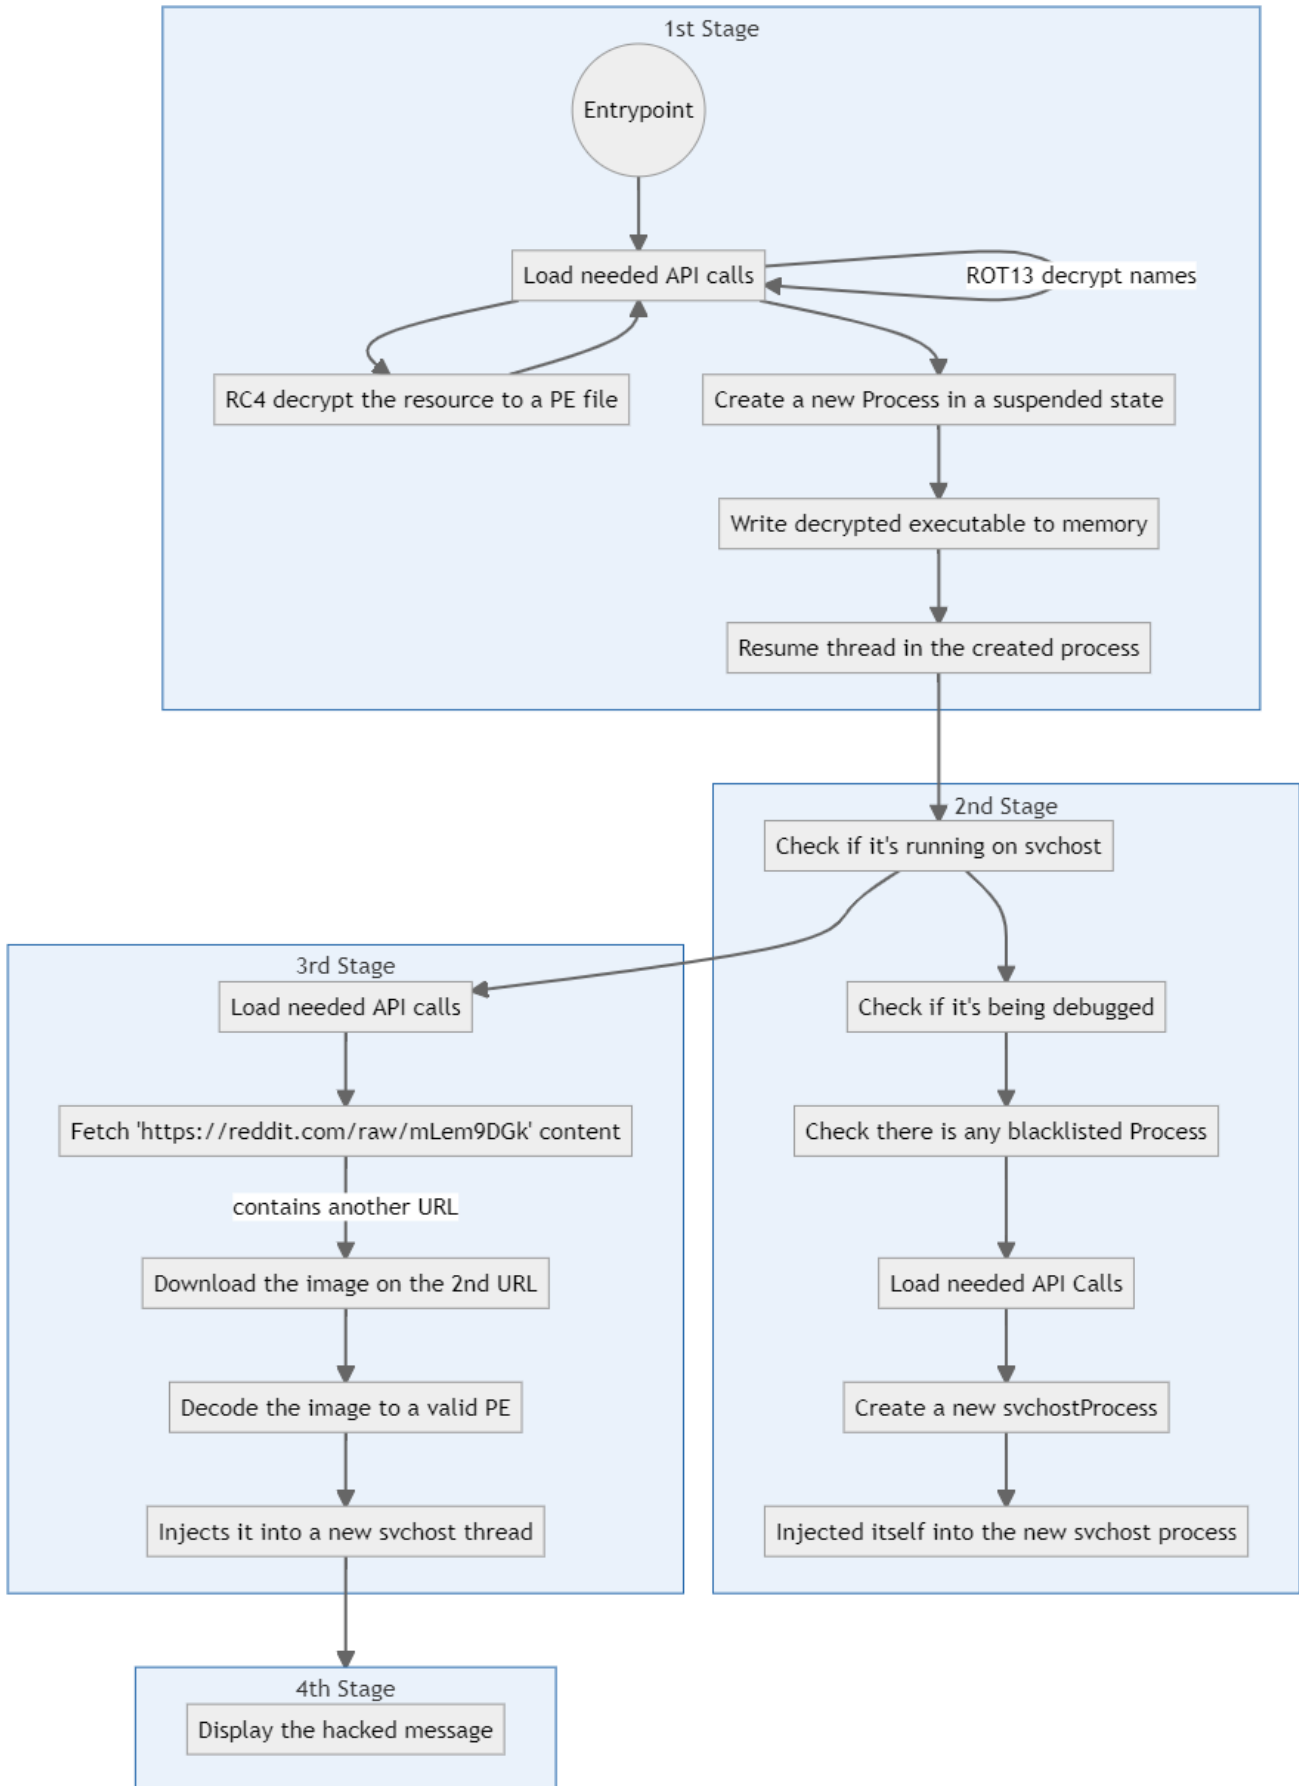 1st Stage
Entrypoint
Load needed API calls
ROT13 decrypt names
RC4 decrypt the resource to a PE file
Create a new Process in a suspended state
Write decrypted executable to memory
Resume thread in the created process
2nd Stage
Check if it's running on svchost
Check if it's being debugged
Check there is any blacklisted Process
Load needed API Calls
Create a new svchostProcess
Injected itself into the new svchost process
3rd Stage
Load needed API calls
Fetch 'https://reddit.com/raw/mLem9DGk' content
contains another URL
Download the image on the 2nd URL
Decode the image to a valid PE
Injects it into a new svchost thread
4th Stage
Display the hacked message